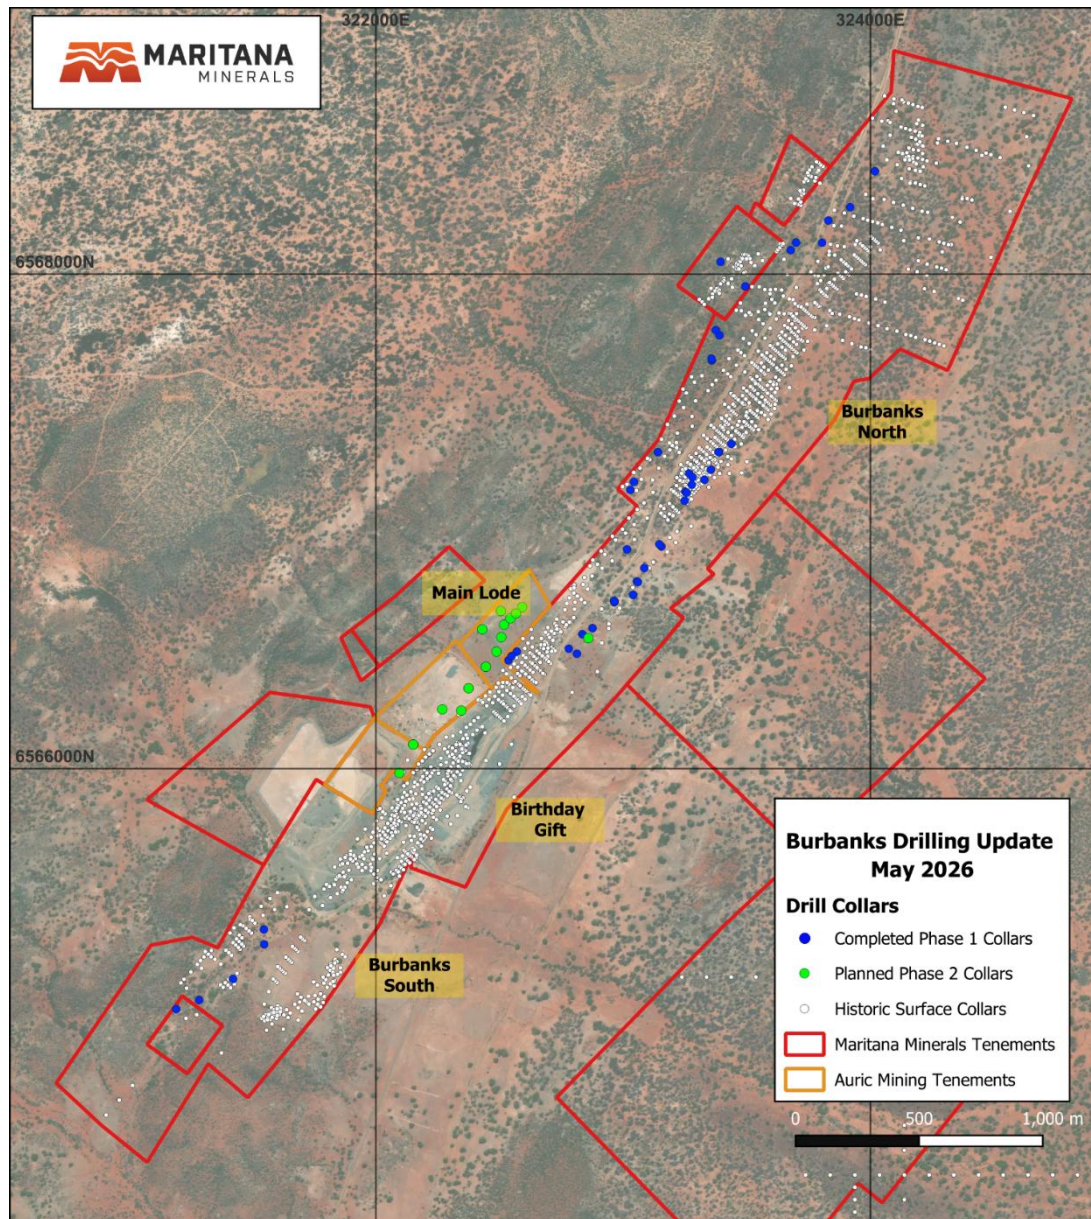 322000E
324000E
MARITANA
MINERALS
6568000N
Burbanks
North
Main Lode
6566000N
Birthday
Gift
Burbanks
South
Burbanks Drilling Update
May 2026
Drill Collars
Completed Phase 1 Collars
Planned Phase 2 Collars
Historic Surface Collars
Maritana Minerals Tenements
Auric Mining Tenements
0 500 1,000 m